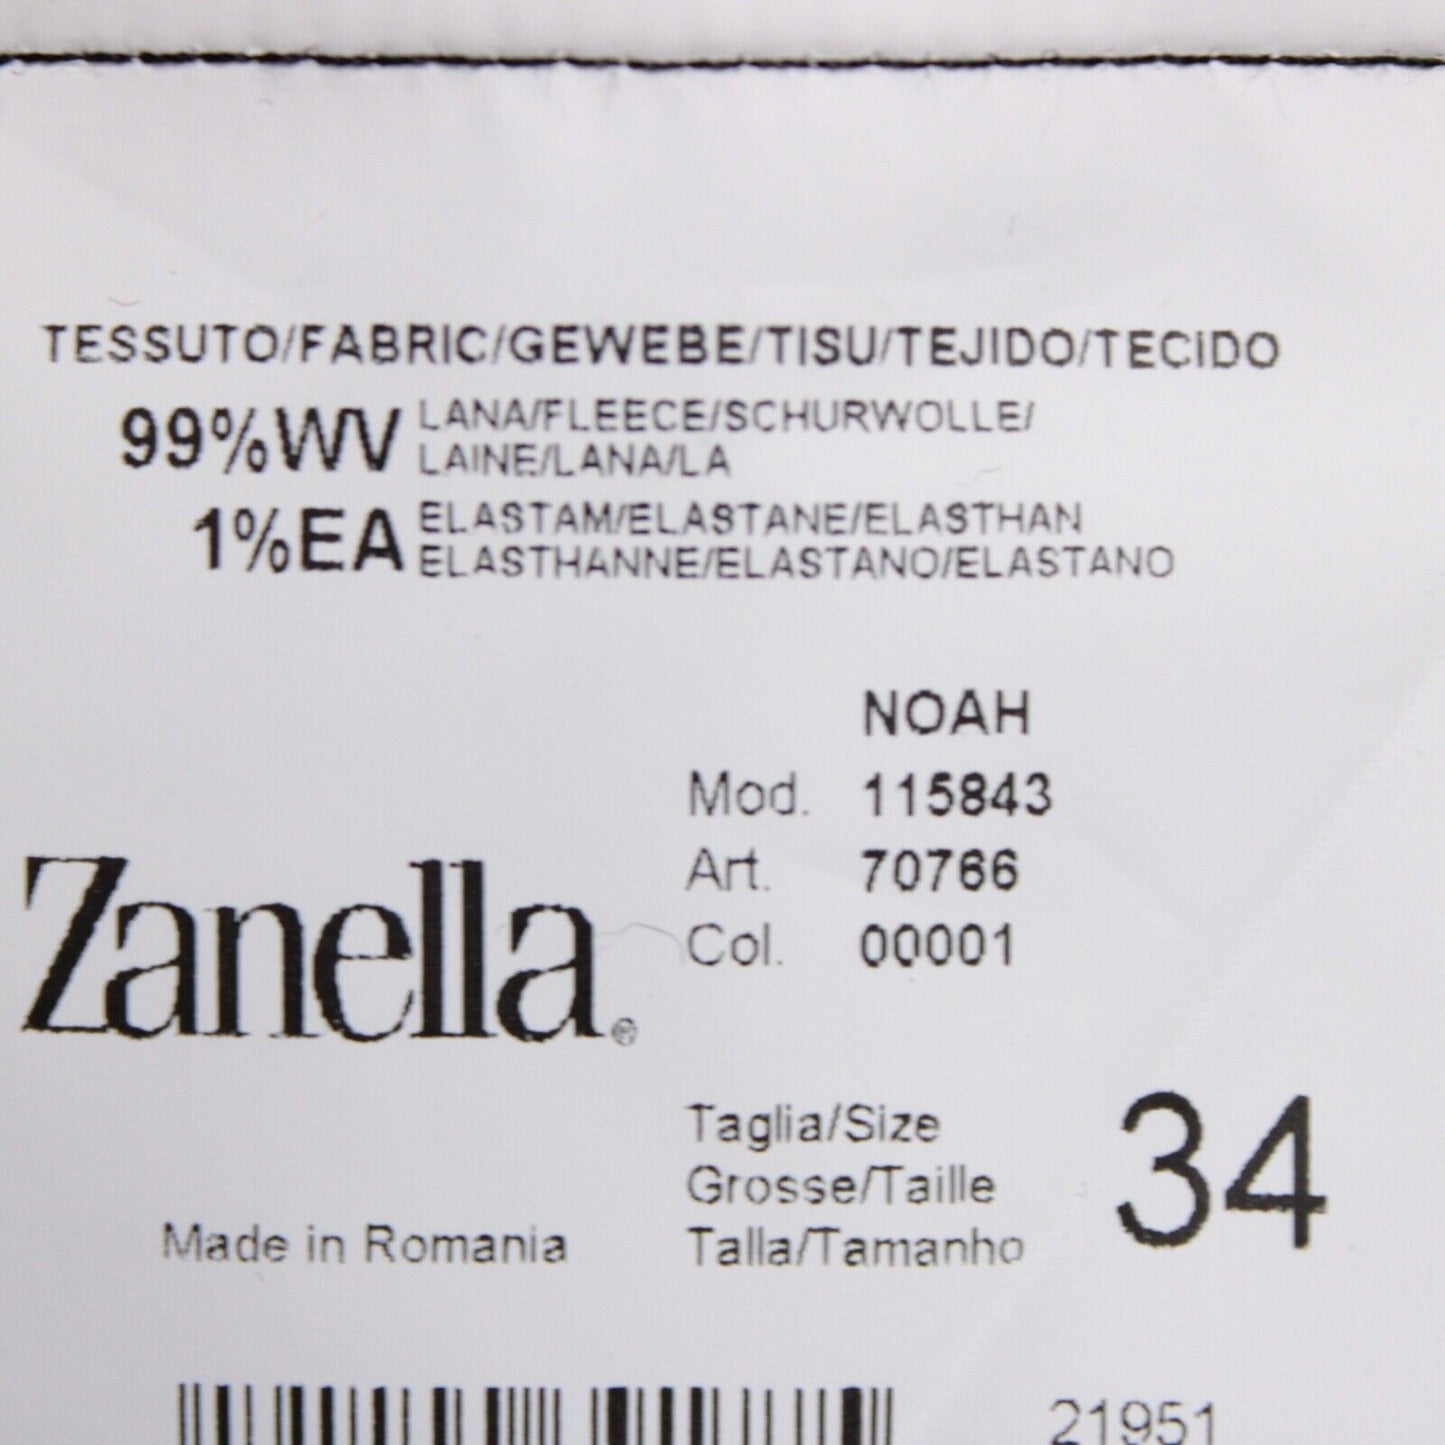 TESSUTO/FABRIC/GEWEBE/TISU/TEJIDO/TECIDO
99%WV LANA/FLEECE/SCHURWOLLE/
LAINE/LANA/LA
1%EA ELASTAM/ELASTANE/ELASTHAN
ELASTHANNE/ELASTANO/ELASTANO
NOAH
Mod. 115843
Art. 70766
Col. 00001
Zanella®
Taglia/Size
Grosse/Taille
Talla/Tamanho
34
Made in Romania
21951